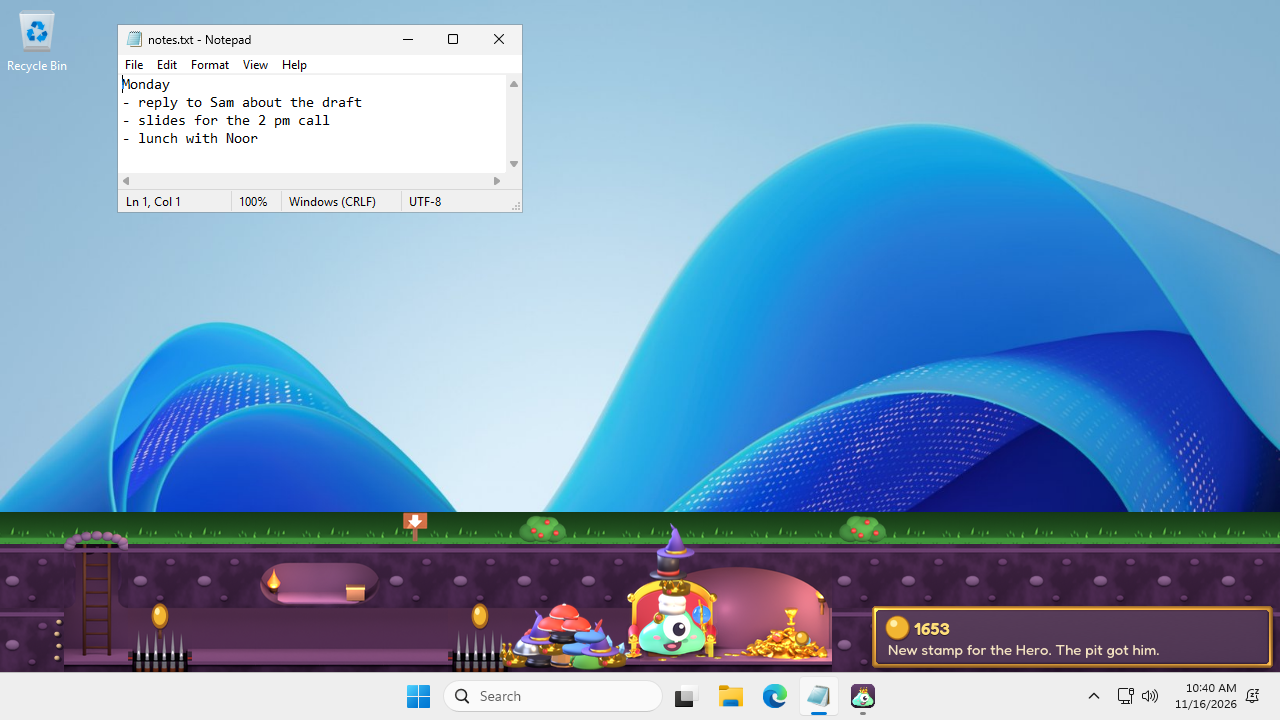 Recycle Bin
notes.txt - Notepad
File Edit Format View Help
Monday
- reply to Sam about the draft
- slides for the 2 pm call
- lunch with Noor
Ln 1, Col 1 100% Windows (CRLF) UTF-8
1653
New stamp for the Hero. The pit got him.
Search
10:40 AM
11/16/2026